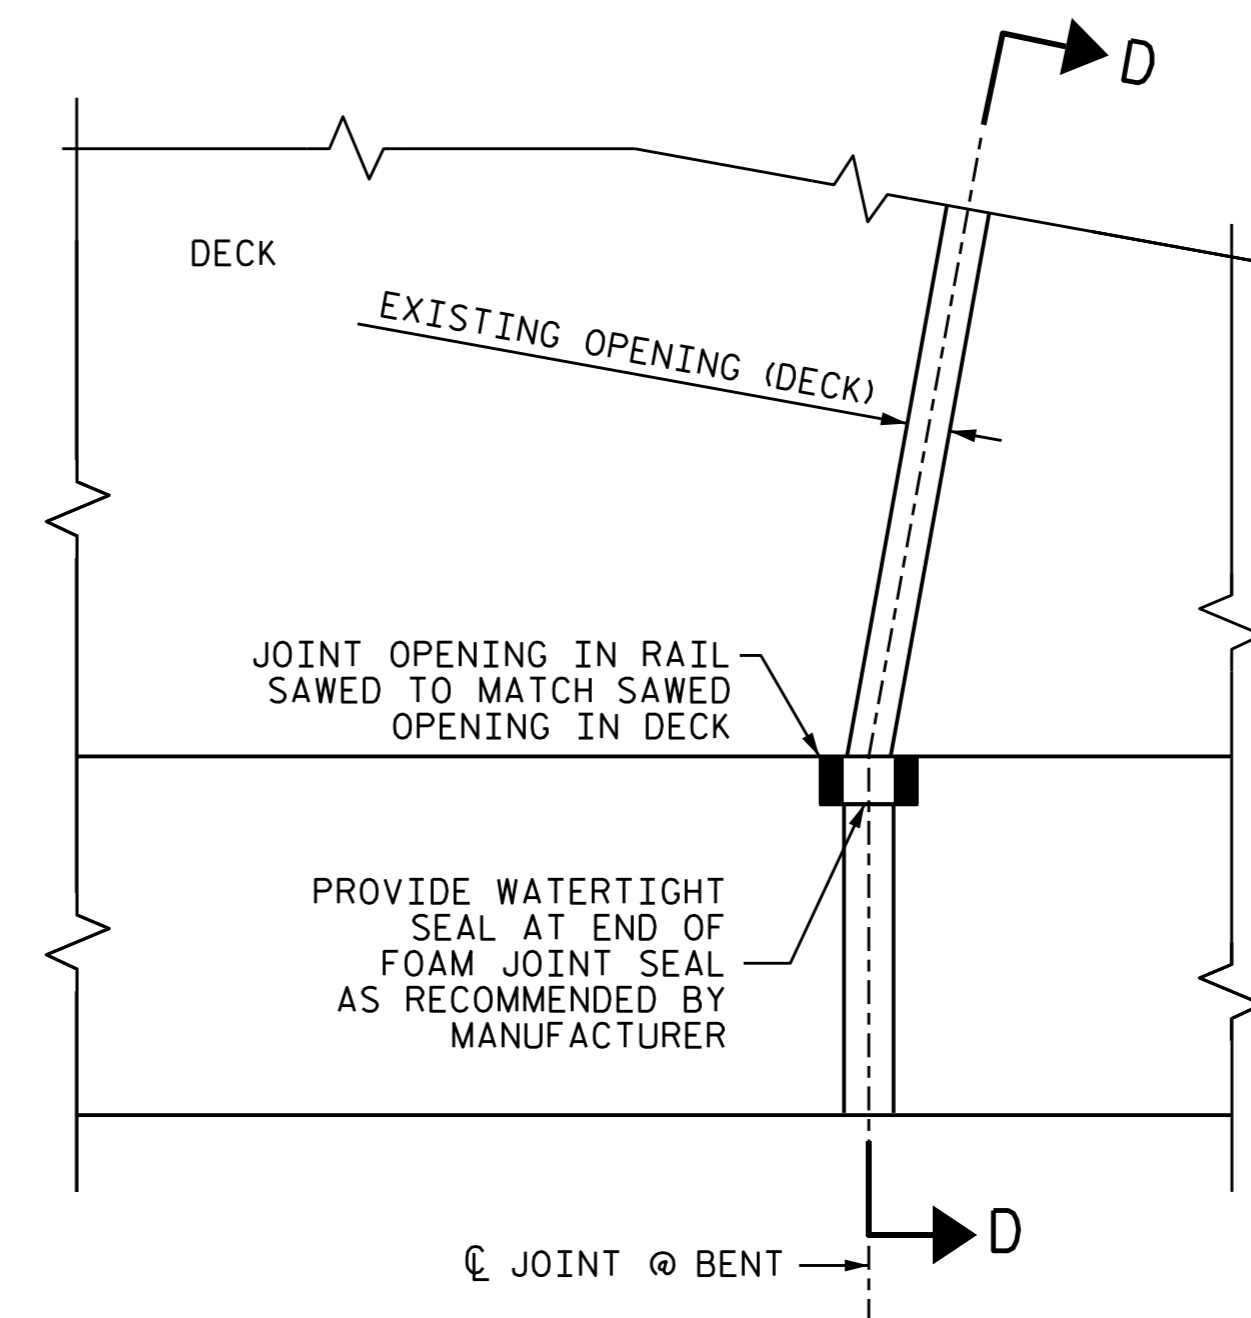 D
DECK
EXISTING OPENING (DECK)
JOINT OPENING IN RAIL
SAWED TO MATCH SAWED
OPENING IN DECK
PROVIDE WATERTIGHT
SEAL AT END OF
FOAM JOINT SEAL
AS RECOMMENDED BY
MANUFACTURER
D
℄ JOINT @ BENT